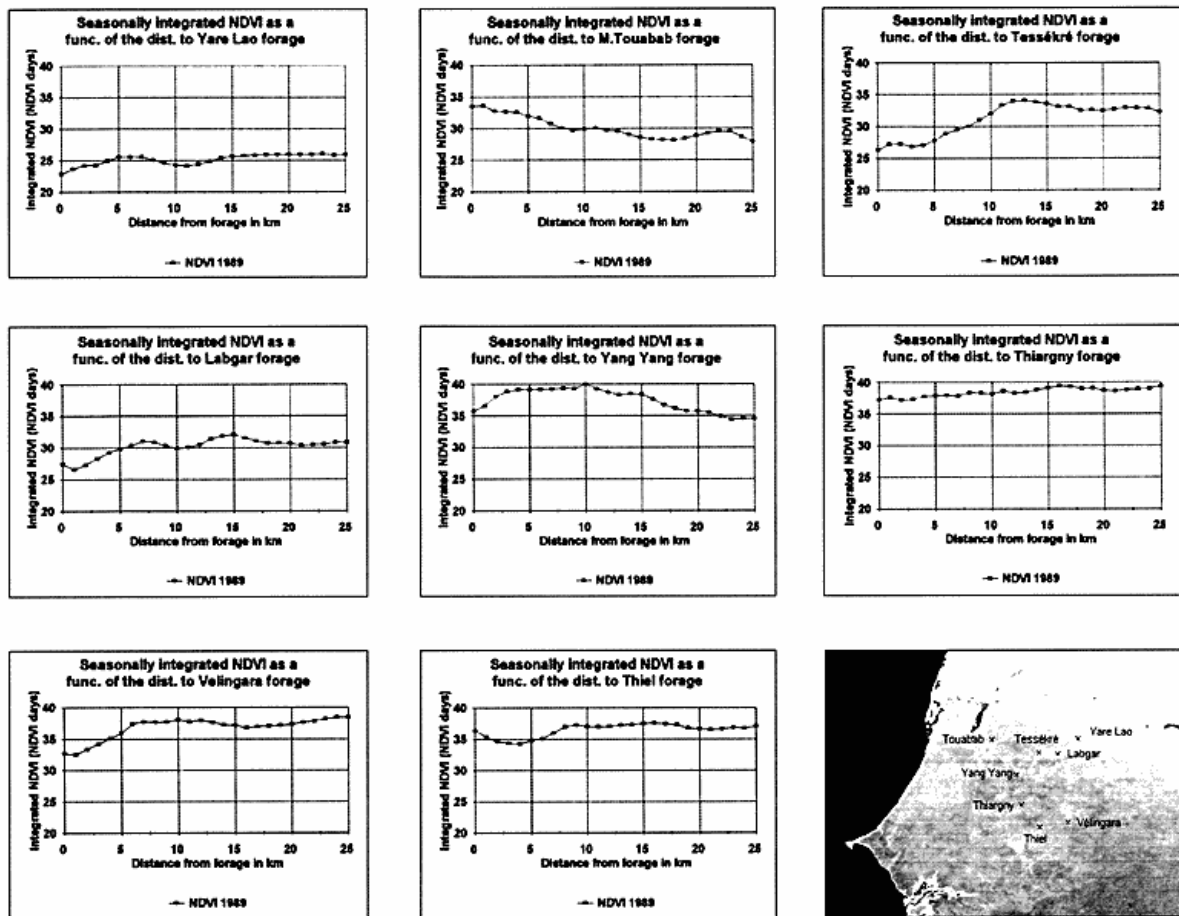 Seasonally integrated NDVI as a
func. of the dist. to Yare Lao forage
Integrated NDVI (NDVI days)
40
35
30
25
20
0 5 10 15 20 25
Distance from forage in km
NDVI 1989
Seasonally integrated NDVI as a
func. of the dist. to M.Touabab forage
Integrated NDVI (NDVI days)
40
35
30
25
20
0 5 10 15 20 25
Distance from forage in km
NDVI 1989
Seasonally integrated NDVI as a
func. of the dist. to Tessékré forage
Integrated NDVI (NDVI days)
40
35
30
25
20
0 5 10 15 20 25
Distance from forage in km
NDVI 1989
Seasonally integrated NDVI as a
func. of the dist. to Labgar forage
Integrated NDVI (NDVI days)
40
35
30
25
20
0 5 10 15 20 25
Distance from forage in km
NDVI 1989
Seasonally integrated NDVI as a
func. of the dist. to Yang Yang forage
Integrated NDVI (NDVI days)
40
35
30
25
20
0 5 10 15 20 25
Distance from forage in km
NDVI 1989
Seasonally integrated NDVI as a
func. of the dist. to Thiargny forage
Integrated NDVI (NDVI days)
40
35
30
25
20
0 5 10 15 20 25
Distance from forage in km
NDVI 1989
Seasonally integrated NDVI as a
func. of the dist. to Velingara forage
Integrated NDVI (NDVI days)
40
35
30
25
20
0 5 10 15 20 25
Distance from forage in km
NDVI 1989
Seasonally integrated NDVI as a
func. of the dist. to Thiel forage
Integrated NDVI (NDVI days)
40
35
30
25
20
0 5 10 15 20 25
Distance from forage in km
NDVI 1989
Yare Lao
Touabab
Tessékré
Labgar
Yang Yang
Thiargny
Vélingara
Thiel